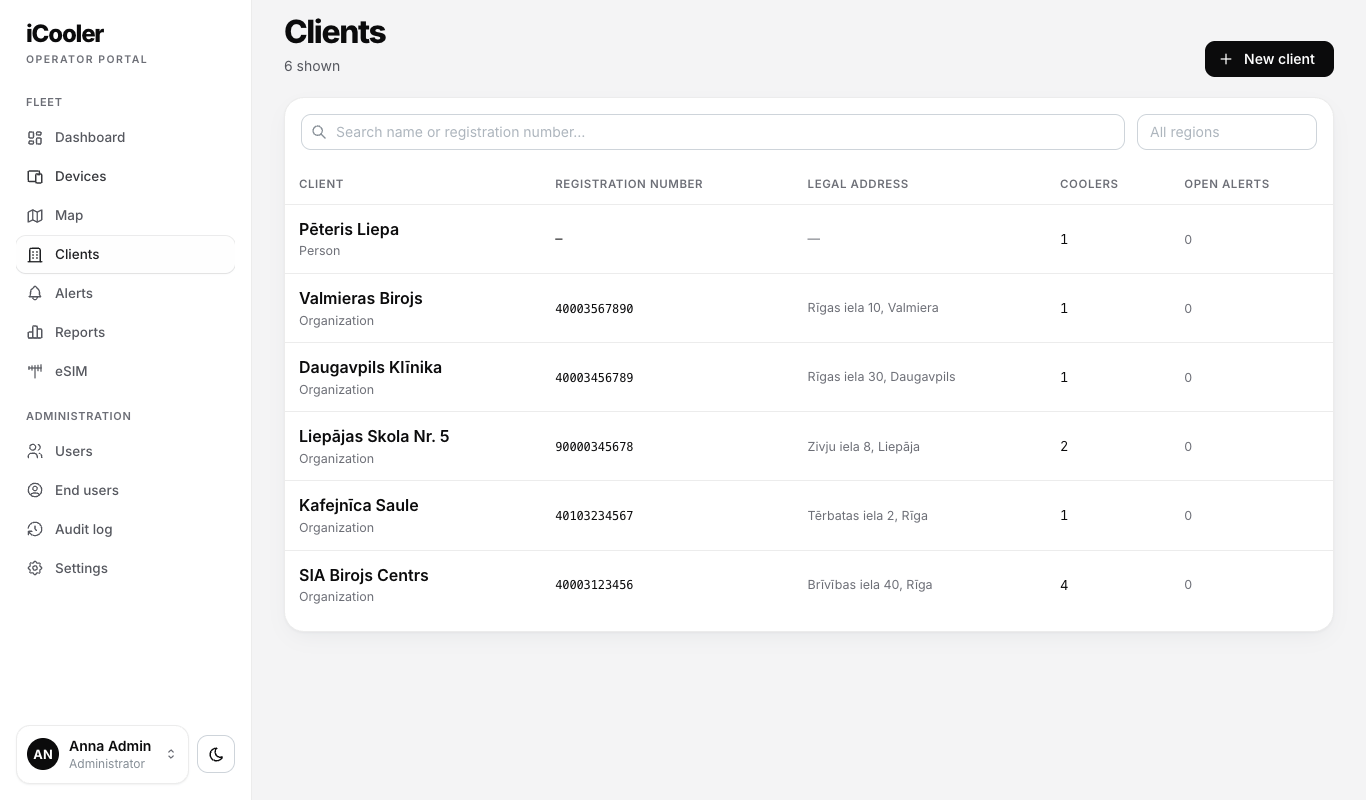 iCooler
OPERATOR PORTAL
FLEET
Dashboard
Devices
Map
Clients
Alerts
Reports
eSIM
ADMINISTRATION
Users
End users
Audit log
Settings
AN
Anna Admin
Administrator
Clients
6 shown
New client
Search name or registration number...
All regions
CLIENT REGISTRATION NUMBER LEGAL ADDRESS COOLERS OPEN ALERTS
Pēteris Liepa
Person
– — 1 0
Valmieras Birojs
Organization
40003567890 Rīgas iela 10, Valmiera 1 0
Daugavpils Klīnika
Organization
40003456789 Rīgas iela 30, Daugavpils 1 0
Liepājas Skola Nr. 5
Organization
90000345678 Zivju iela 8, Liepāja 2 0
Kafejnīca Saule
Organization
40103234567 Tērbatas iela 2, Rīga 1 0
SIA Birojs Centrs
Organization
40003123456 Brīvības iela 40, Rīga 4 0